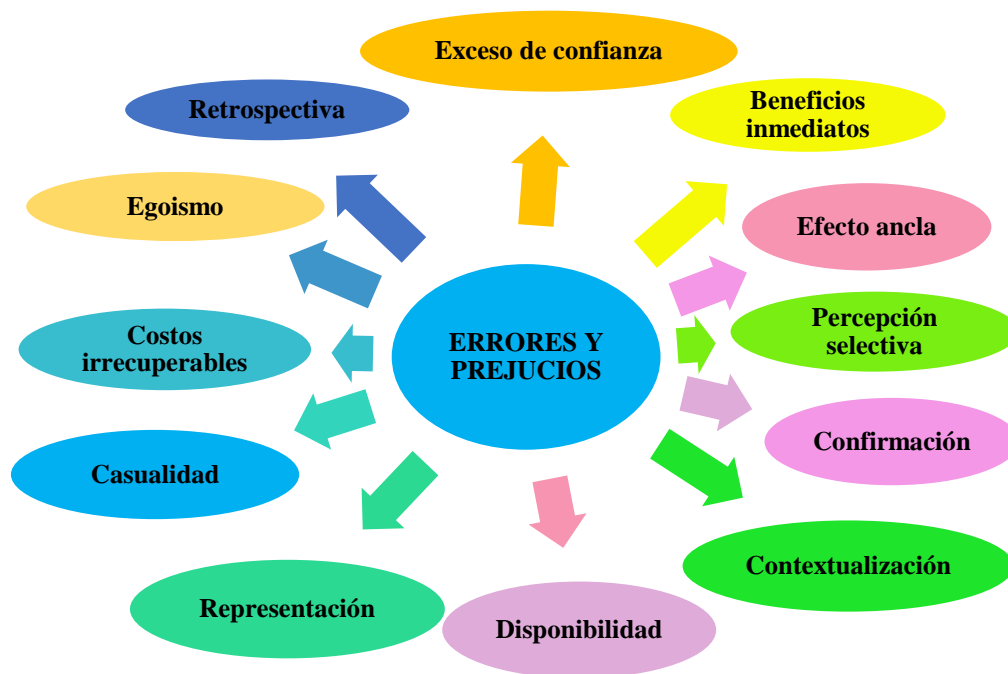 Exceso de confianza
Beneficios
inmediatos
Efecto ancla
Percepción
selectiva
Confirmación
Contextualización
Disponibilidad
Representación
Casualidad
Costos
irrecuperables
Egoismo
Retrospectiva
ERRORES Y
PREJUCIOS